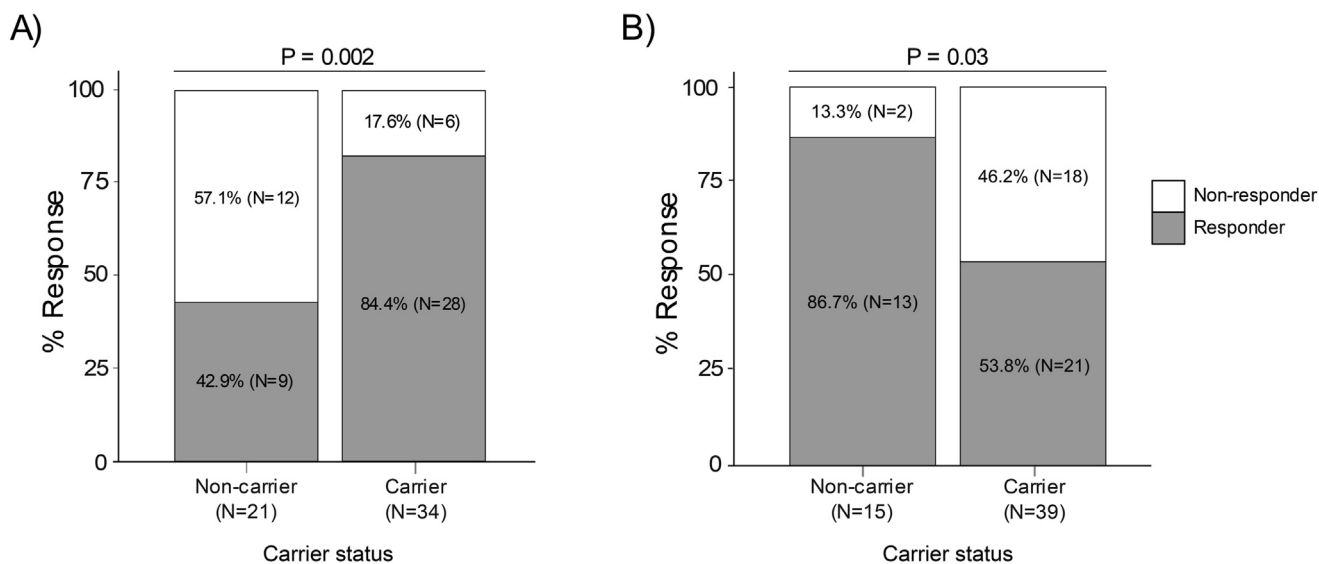 A)
P = 0.002
100
75
50
25
0
% Response
57.1% (N=12)
42.9% (N=9)
17.6% (N=6)
84.4% (N=28)
Non-carrier
(N=21)
Carrier
(N=34)
Carrier status
B)
P = 0.03
100
75
50
25
0
% Response
13.3% (N=2)
86.7% (N=13)
46.2% (N=18)
53.8% (N=21)
Non-carrier
(N=15)
Carrier
(N=39)
Carrier status
Non-responder
Responder